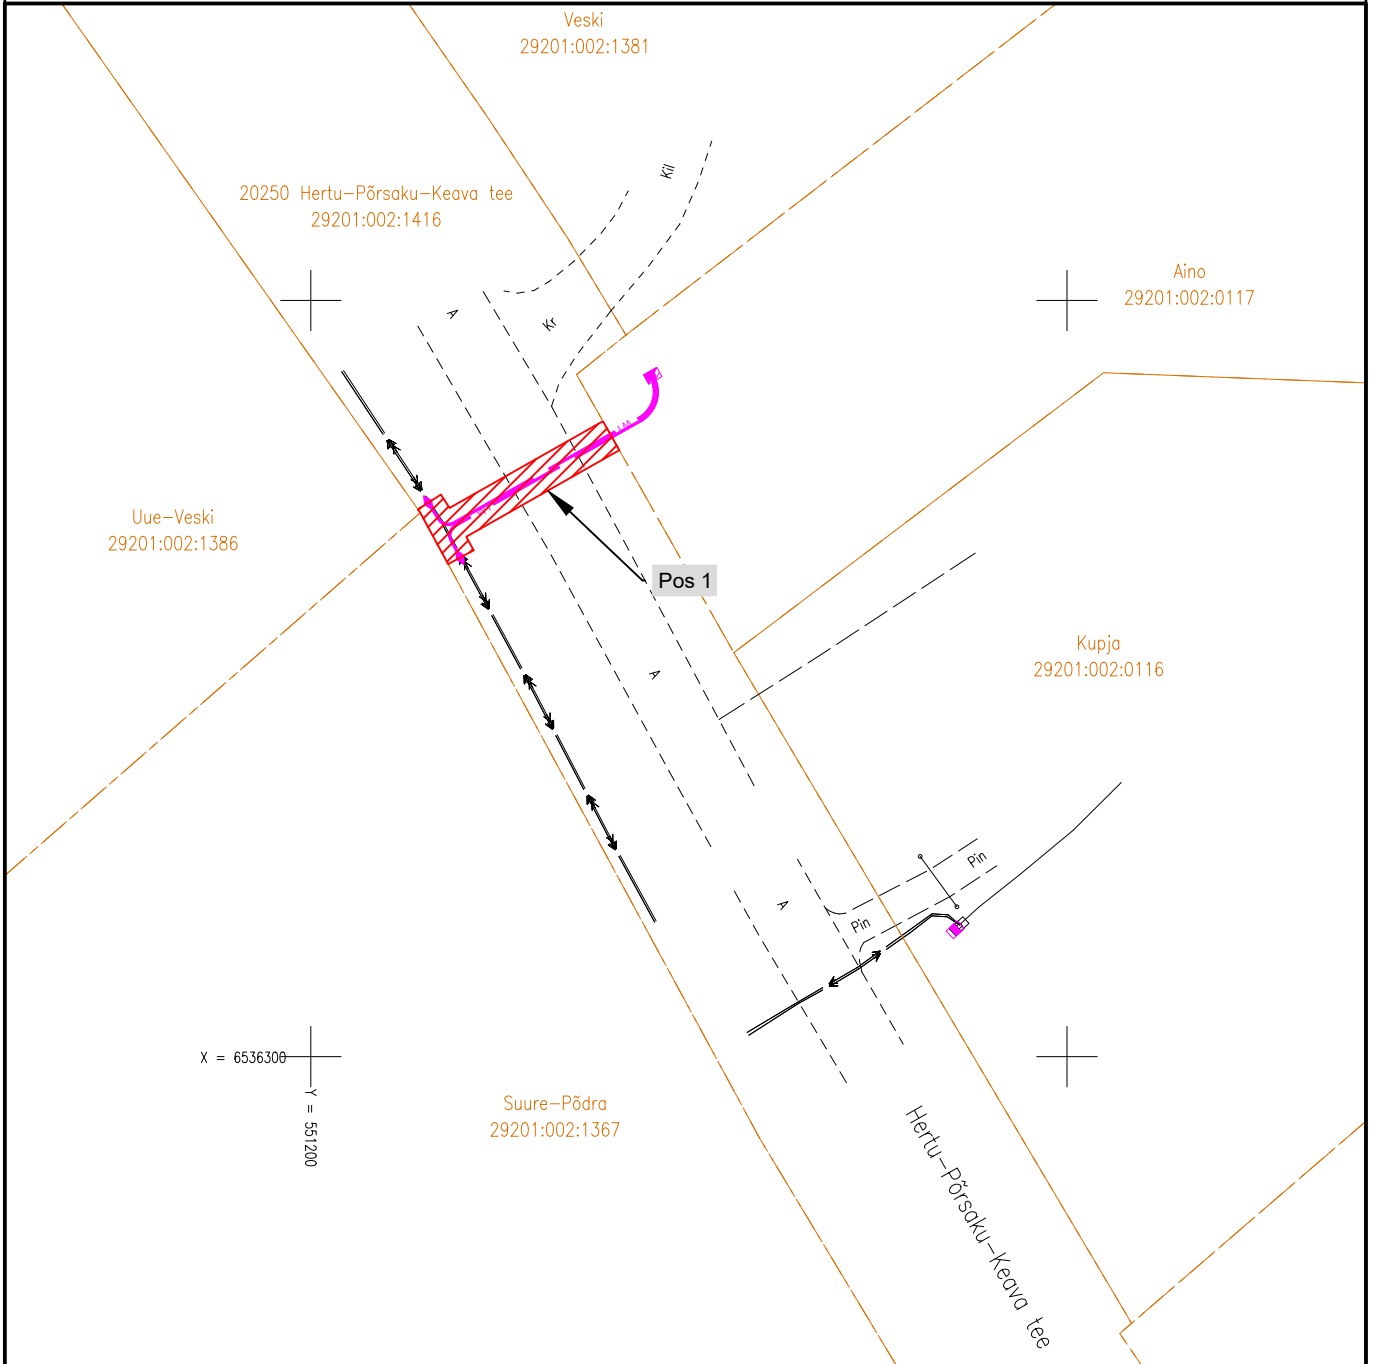 Veski
29201:002:1381
Kil
20250 Hertu-Põrsaku-Keava tee
29201:002:1416
Aino
29201:002:0117
A
Kr
Uue-Veski
29201:002:1386
Pos 1
A
Kupja
29201:002:0116
Pin
A
Pin
X = 6536300
Y = 551200
Suure-Põdra
29201:002:1367
Hertu-Põrsaku-Keava tee